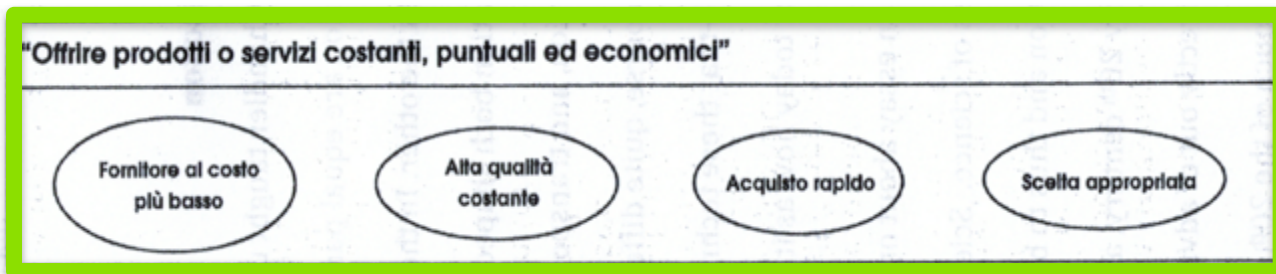 "Offrire prodotti o servizi costanti, puntuali ed economici"
Fornitore al costo
più basso
Alta qualità
costante
Acquisto rapido
Scelta appropriata